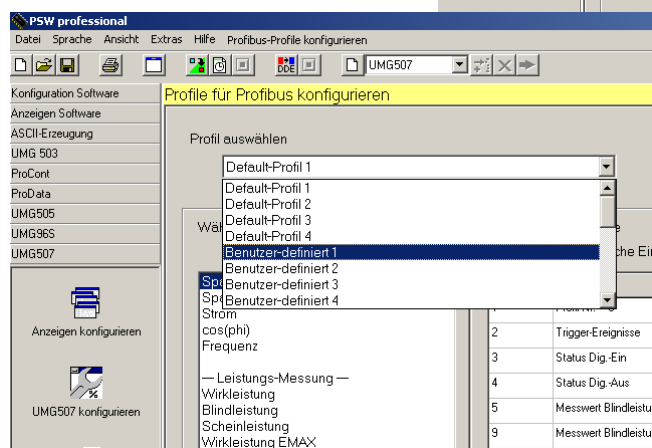 PSW professional
Datei Sprache Ansicht Extras Hilfe Profibus-Profile konfigurieren
DDE UMG507
Konfiguration Software
Profile für Profibus konfigurieren
Anzeigen Software
ASCII-Erzeugung
UMG 503
ProCont
ProData
UMG505
UMG96S
UMG507
Anzeigen konfigurieren
UMG507 konfigurieren
Profil auswählen
Default-Profil 1
Default-Profil 1
Default-Profil 2
Default-Profil 3
Default-Profil 4
Benutzer-definiert 1
Benutzer-definiert 2
Benutzer-definiert 3
Benutzer-definiert 4
Strom
cos(phi)
Frequenz
— Leistungs-Messung —
Wirkleistung
Blindleistung
Scheinleistung
Wirkleistung EMAX
2 Trigger-Ereignisse
3 Status Dig.-Ein
4 Status Dig.-Aus
5 Messwert Blindleistu
9 Messwert Blindleistu